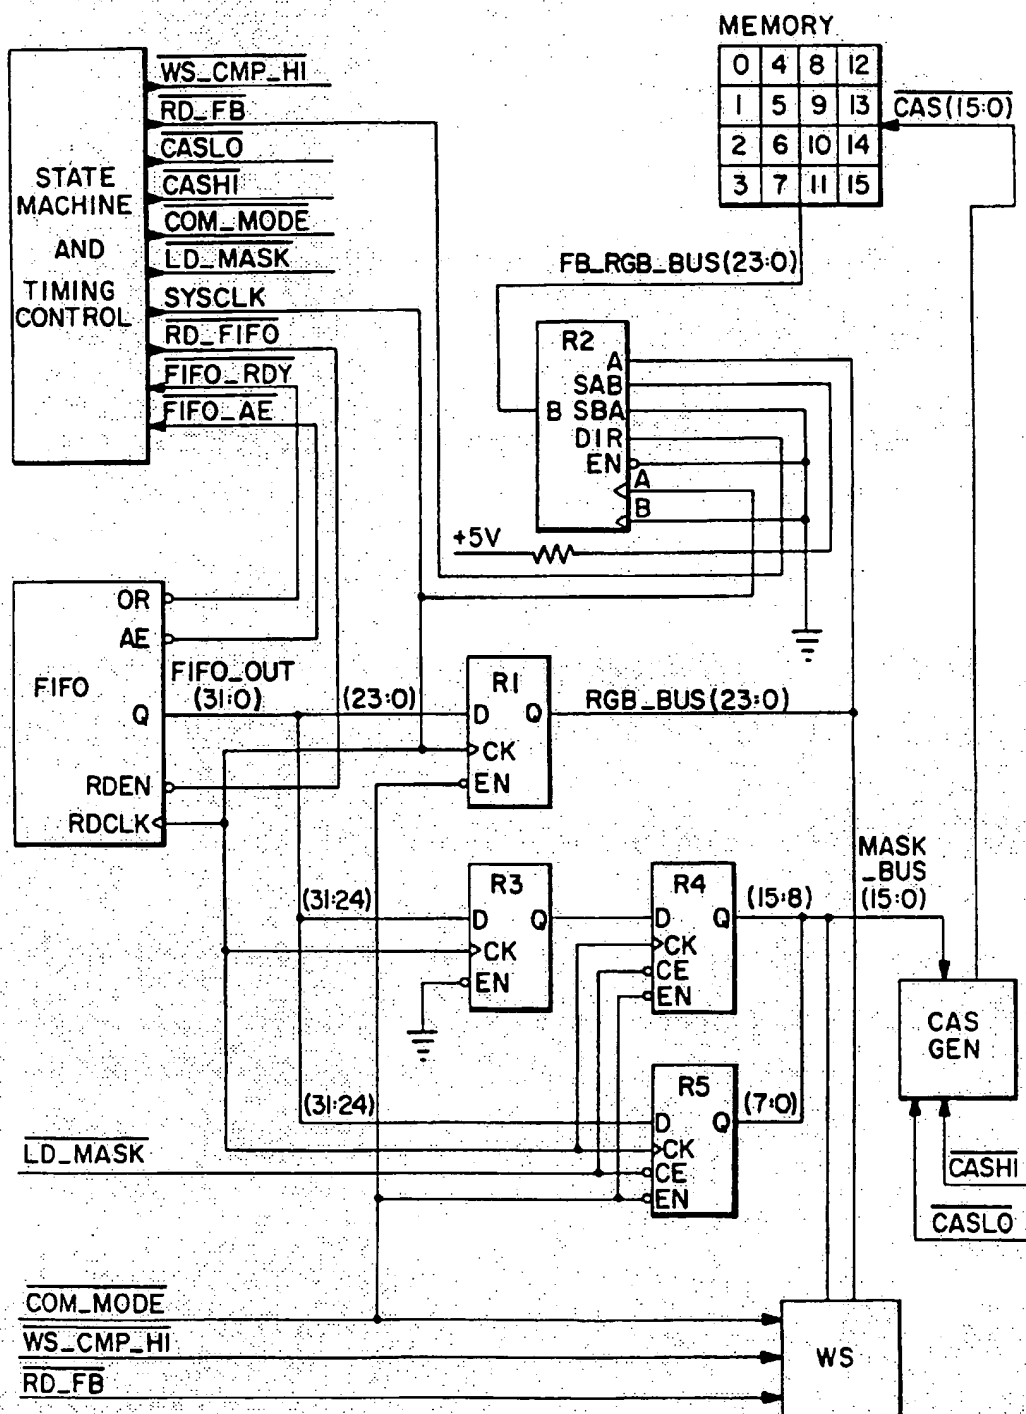 MEMORY
0 4 8 12
1 5 9 13
2 6 10 14
3 7 11 15
CAS(15:0)
STATE
MACHINE
AND
TIMING
CONTROL
WS_CMP_HI
RD_FB
CASLO
CASHI
COM_MODE
LD_MASK
SYSCLK
RD_FIFO
FIFO_RDY
FIFO_AE
FB_RGB_BUS(23:0)
R2
A
SAB
B SBA
DIR
EN
A
B
+5V
OR
AE
FIFO
Q
RDEN
RDCLK
FIFO_OUT
(31:0)
(23:0)
R1
D Q
CK
EN
RGB_BUS(23:0)
(31:24)
R3
D Q
CK
EN
R4
D Q
CK
CE
EN
(15:8)
MASK
_BUS
(15:0)
CAS
GEN
(31:24)
R5
D Q
CK
CE
EN
(7:0)
LD_MASK
CASHI
CASLO
COM_MODE
WS_CMP_HI
RD_FB
WS